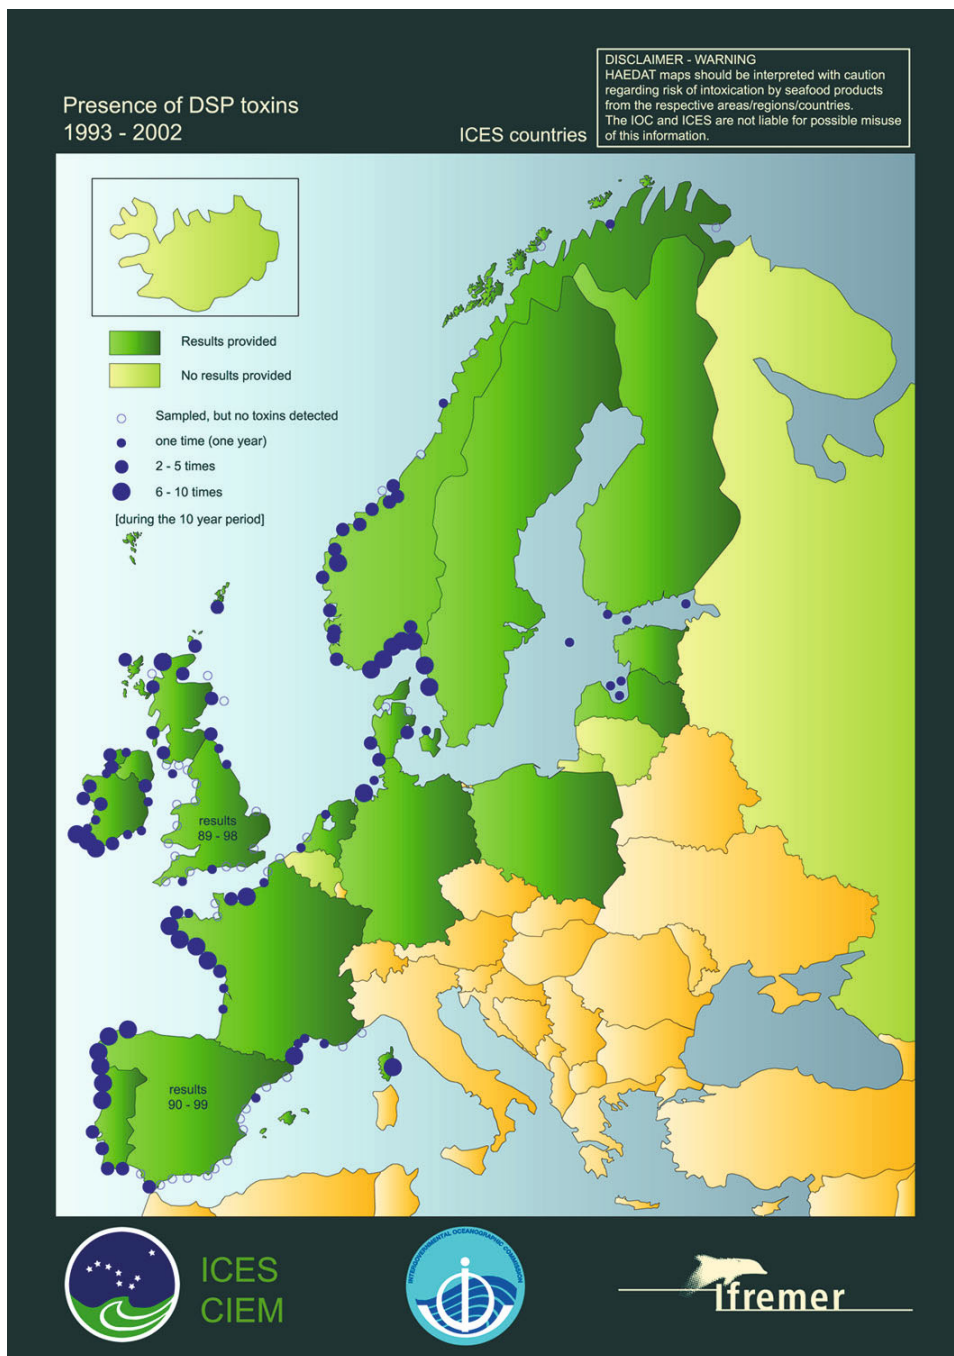 DISCLAIMER - WARNING
HAEDAT maps should be interpreted with caution
regarding risk of intoxication by seafood products
from the respective areas/regions/countries.
The IOC and ICES are not liable for possible misuse
of this information.
Presence of DSP toxins
1993 - 2002
ICES countries
Results provided
No results provided
Sampled, but no toxins detected
one time (one year)
2 - 5 times
6 - 10 times
[during the 10 year period]
results
89 - 98
results
90 - 99
ICES
CIEM
INTERGOVERNMENTAL OCEANOGRAPHIC COMMISSION
Ifremer